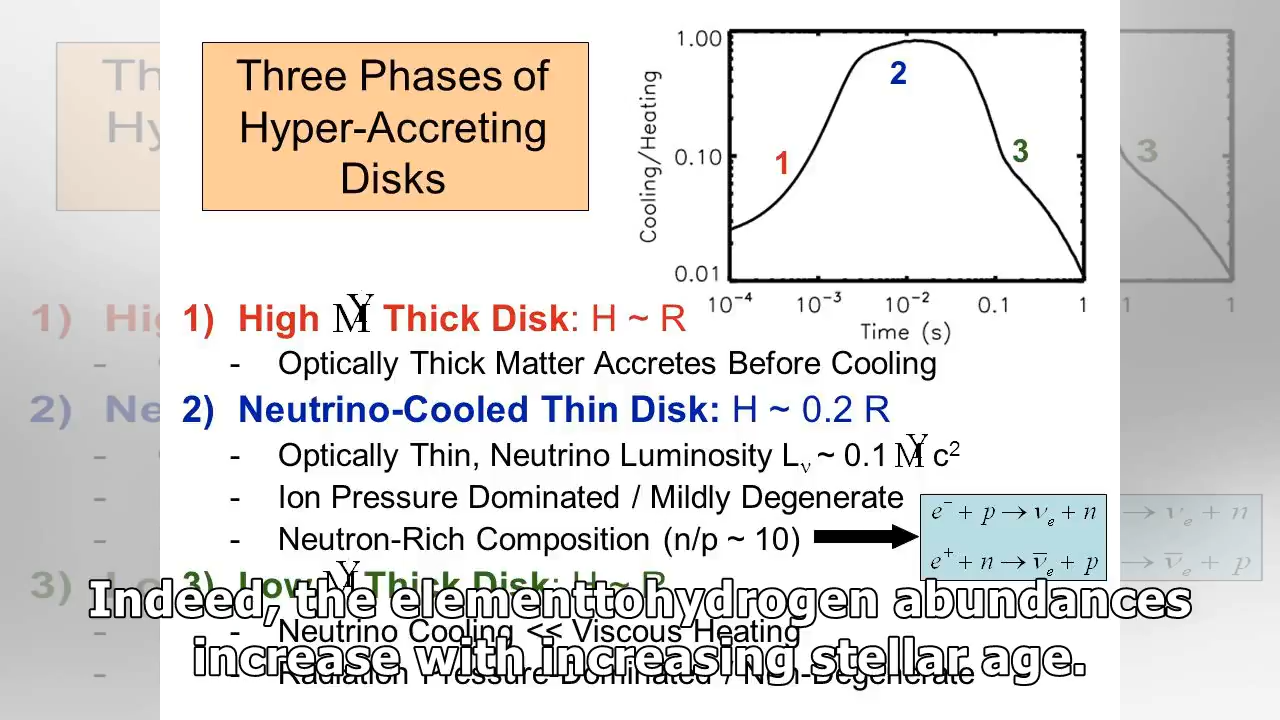 Three Phases of
Hyper-Accreting
Disks
1.00
0.10
0.01
Cooling/Heating
1
2
3
10⁻⁴ 10⁻³ 10⁻² 0.1 1
Time (s)
1) High Ṁ Thick Disk: H ~ R
- Optically Thick Matter Accretes Before Cooling
2) Neutrino-Cooled Thin Disk: H ~ 0.2 R
- Optically Thin, Neutrino Luminosity Lν ~ 0.1 Ṁ c²
- Ion Pressure Dominated / Mildly Degenerate
- Neutron-Rich Composition (n/p ~ 10)
e⁻ + p → νe + n
e⁺ + n → ν̄e + p
3) Low Ṁ Thick Disk: H ~ R
Indeed, the elementtohydrogen abundances
- Neutrino Cooling << Viscous Heating
increase with increasing stellar age.
- Radiation Pressure-Dominated / Non-Degenerate